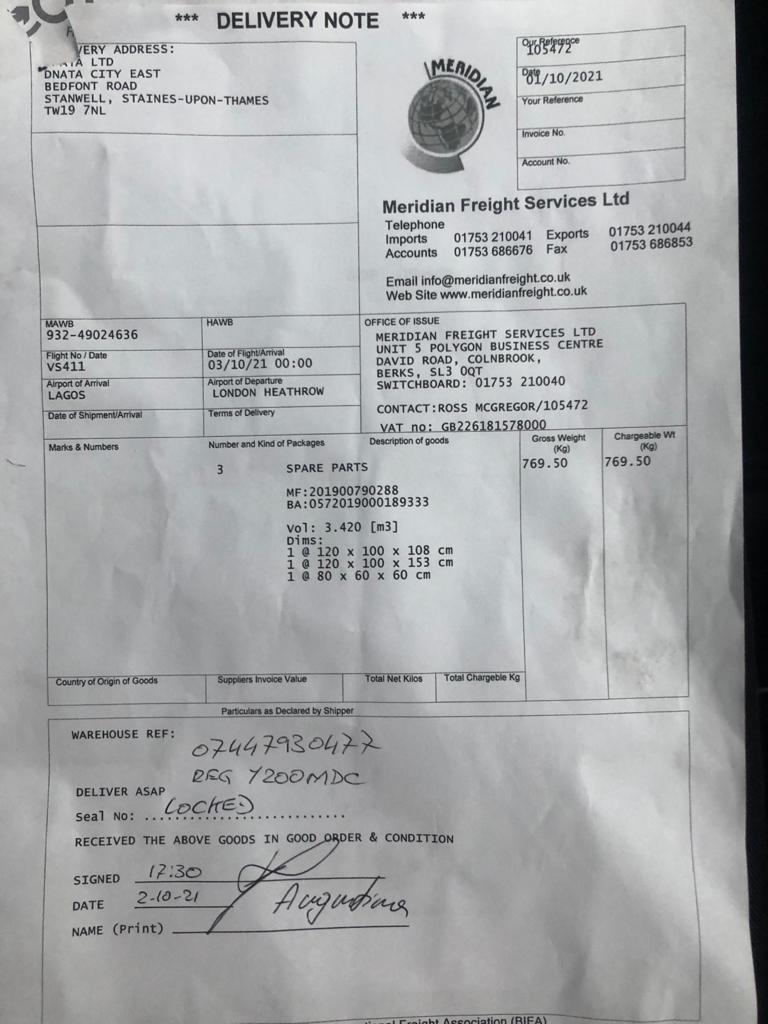 *** DELIVERY NOTE ***
VERY ADDRESS:
LTD
DNATA CITY EAST
BEDFONT ROAD
STANWELL, STAINES-UPON-THAMES
TW19 7NL
MERIDIAN
Our Reference
105472
Date
01/10/2021
Your Reference
Invoice No.
Account No.
Meridian Freight Services Ltd
Telephone
Imports 01753 210041 Exports 01753 210044
Accounts 01753 686676 Fax 01753 686853
Email info@meridianfreight.co.uk
Web Site www.meridianfreight.co.uk
MAWB
932-49024636
HAWB
Flight No / Date
VS411
Date of Flight/Arrival
03/10/21 00:00
Airport of Arrival
LAGOS
Airport of Departure
LONDON HEATHROW
Date of Shipment/Arrival
Terms of Delivery
OFFICE OF ISSUE
MERIDIAN FREIGHT SERVICES LTD
UNIT 5 POLYGON BUSINESS CENTRE
DAVID ROAD, COLNBROOK,
BERKS, SL3 0QT
SWITCHBOARD: 01753 210040
CONTACT:ROSS MCGREGOR/105472
VAT no: GB226181578000
Marks & Numbers
Number and Kind of Packages
Description of goods
Gross Weight
(Kg)
Chargeable Wt
(Kg)
3 SPARE PARTS 769.50 769.50
MF:201900790288
BA:0572019000189333
Vol: 3.420 [m3]
Dims:
1 @ 120 x 100 x 108 cm
1 @ 120 x 100 x 153 cm
1 @ 80 x 60 x 60 cm
Country of Origin of Goods
Suppliers Invoice Value
Total Net Kilos
Total Chargeable Kg
Particulars as Declared by Shipper
WAREHOUSE REF:
07447930477
REG Y200MDC
DELIVER ASAP
Seal No: LOCKED
RECEIVED THE ABOVE GOODS IN GOOD ORDER & CONDITION
SIGNED 17:30
DATE 2-10-21
NAME (Print)
Freight Association (BIFA)